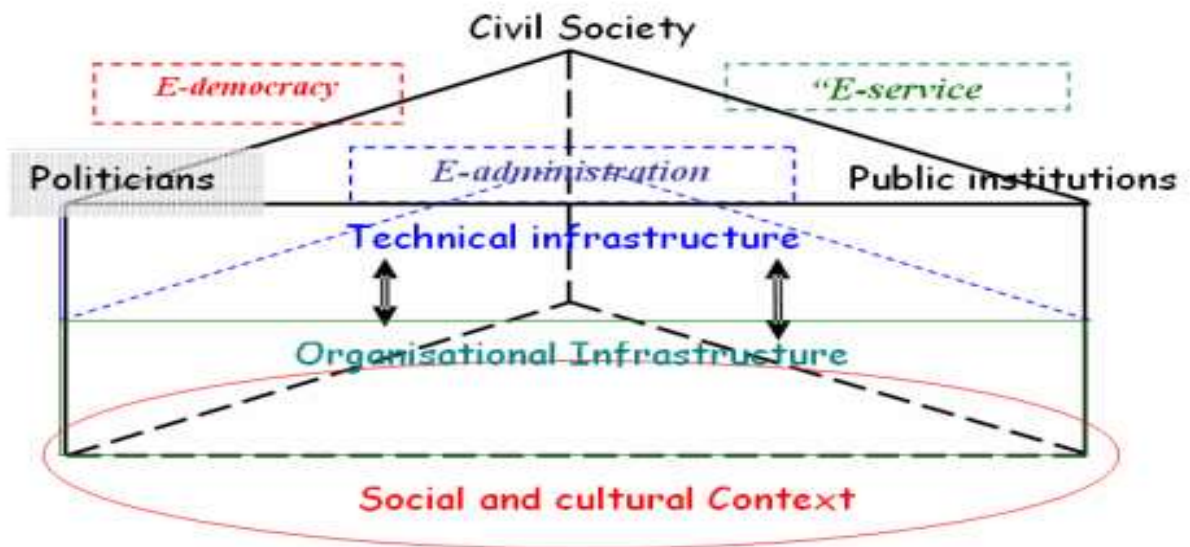 Civil Society
E-democracy
“E-service
Politicians
E-administration
Public institutions
Technical infrastructure
Organisational Infrastructure
Social and cultural Context